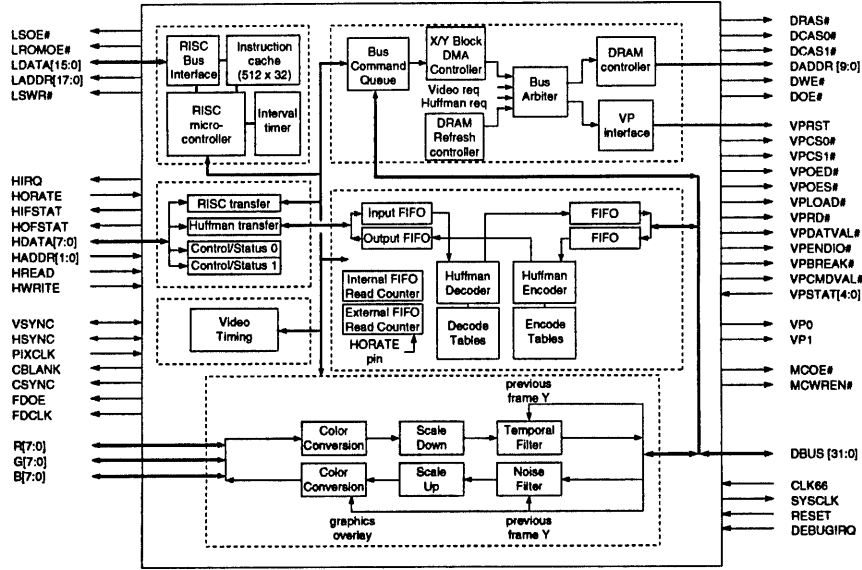 LSOE#
LROMOE#
LDATA[15:0]
LADDR[17:0]
LSWR#
HIRQ
HORATE
HIFSTAT
HOFSTAT
HDATA[7:0]
HADDR[1:0]
HREAD
HWRITE
VSYNC
HSYNC
PIXCLK
CBLANK
CSYNC
FDOE
FDCLK
R[7:0]
G[7:0]
B[7:0]
RISC
Bus
Interface
Instruction
cache
(512 x 32)
RISC
micro-
controller
Interval
timer
Bus
Command
Queue
X/Y Block
DMA
Controller
Video req
Huffman req
DRAM
Refresh
controller
Bus
Arbiter
DRAM
controller
VP
interface
RISC transfer
Huffman transfer
Control/Status 0
Control/Status 1
Input FIFO
Output FIFO
FIFO
FIFO
Internal FIFO
Read Counter
External FIFO
Read Counter
HORATE
pin
Huffman
Decoder
Huffman
Encoder
Decode
Tables
Encode
Tables
Video
Timing
previous
frame Y
Color
Conversion
Scale
Down
Temporal
Filter
Color
Conversion
Scale
Up
Noise
Filter
graphics
overlay
previous
frame Y
DRAS#
DCAS0#
DCAS1#
DADDR [9:0]
DWE#
DOE#
VPRST
VPCS0#
VPCS1#
VPOED#
VPOES#
VPLOAD#
VPRD#
VPDATVAL#
VPENDIO#
VPBREAK#
VPCMDVAL#
VPSTAT[4:0]
VP0
VP1
MCOE#
MCWREN#
DBUS [31:0]
CLK66
SYSCLK
RESET
DEBUGIRQ